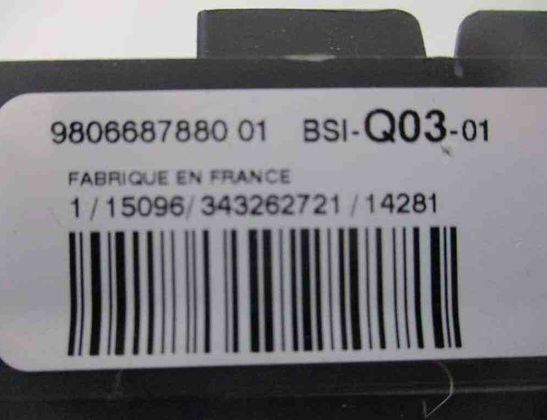 9806687880 01 BSI-Q03-01
FABRIQUE EN FRANCE
1/15096/343262721/14281